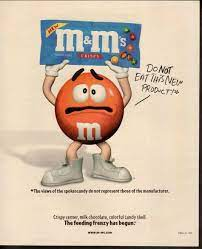 NEW
m&m's
CRISPY
DO NOT
EAT THIS NEW
PRODUCT!*
m
*The views of the spokescandy do not represent those of the manufacturer.
Crispy center, milk chocolate, colorful candy shell.
The feeding frenzy has begun.